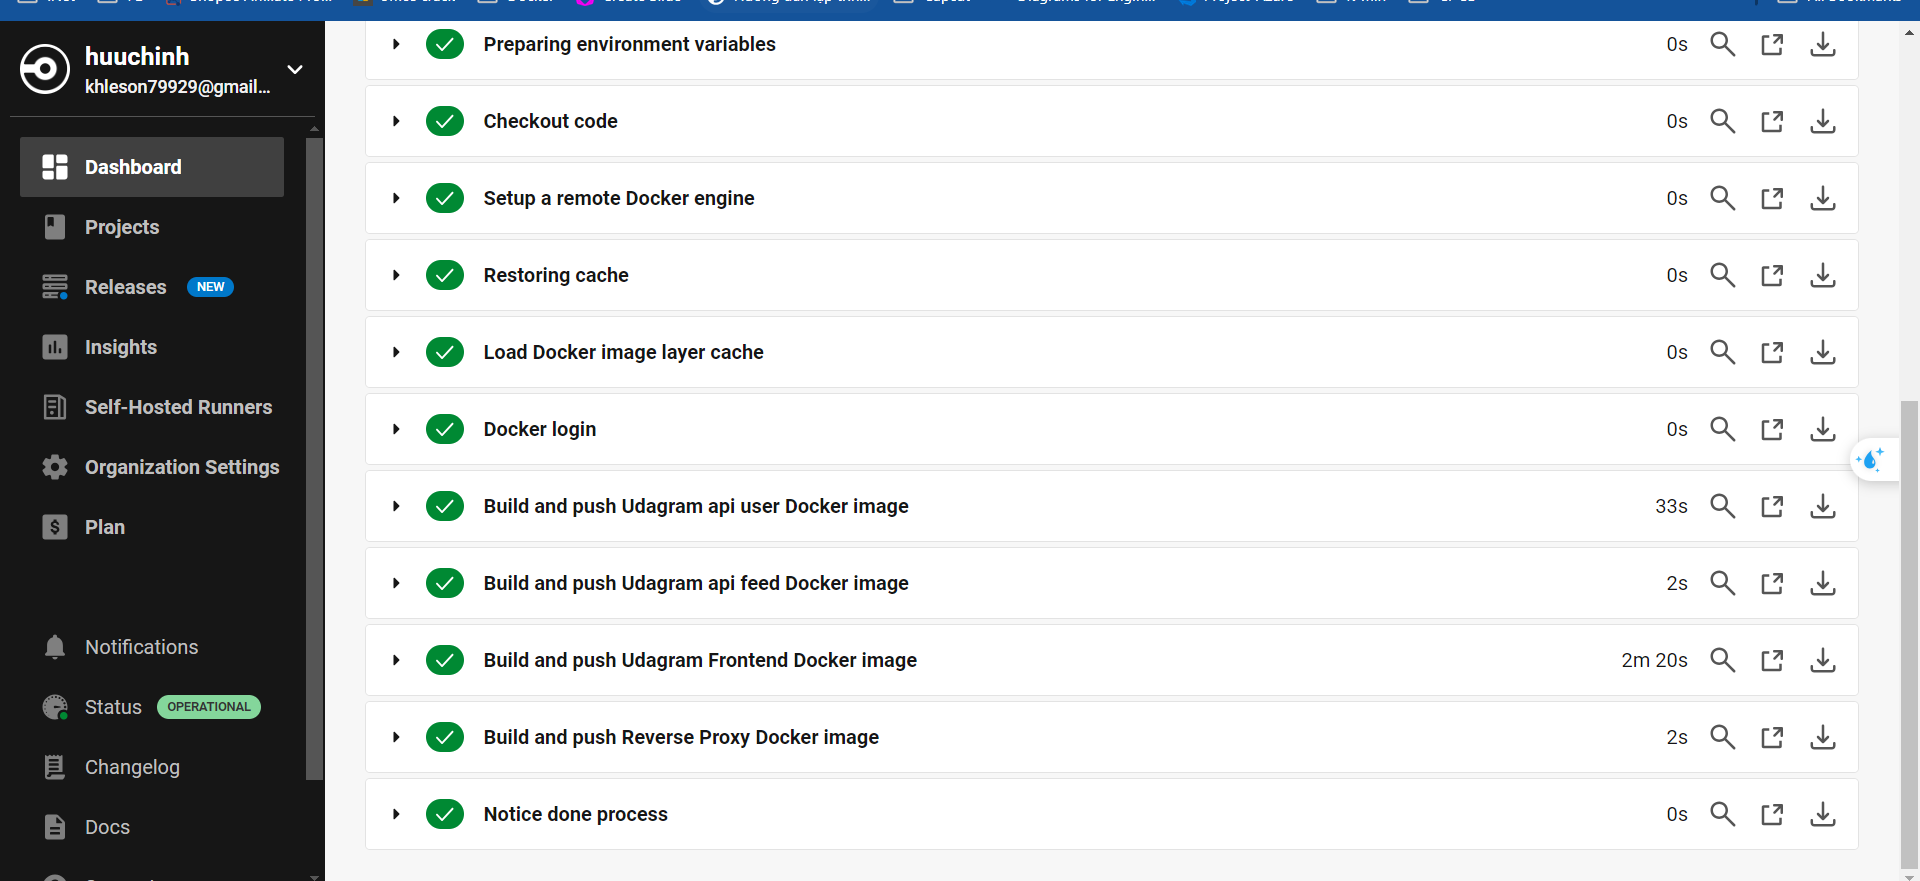 huuchinh
khleson79929@gmail...
Dashboard
Projects
Releases NEW
Insights
Self-Hosted Runners
Organization Settings
Plan
Notifications
Status OPERATIONAL
Changelog
Docs
Preparing environment variables 0s
Checkout code 0s
Setup a remote Docker engine 0s
Restoring cache 0s
Load Docker image layer cache 0s
Docker login 0s
Build and push Udagram api user Docker image 33s
Build and push Udagram api feed Docker image 2s
Build and push Udagram Frontend Docker image 2m 20s
Build and push Reverse Proxy Docker image 2s
Notice done process 0s